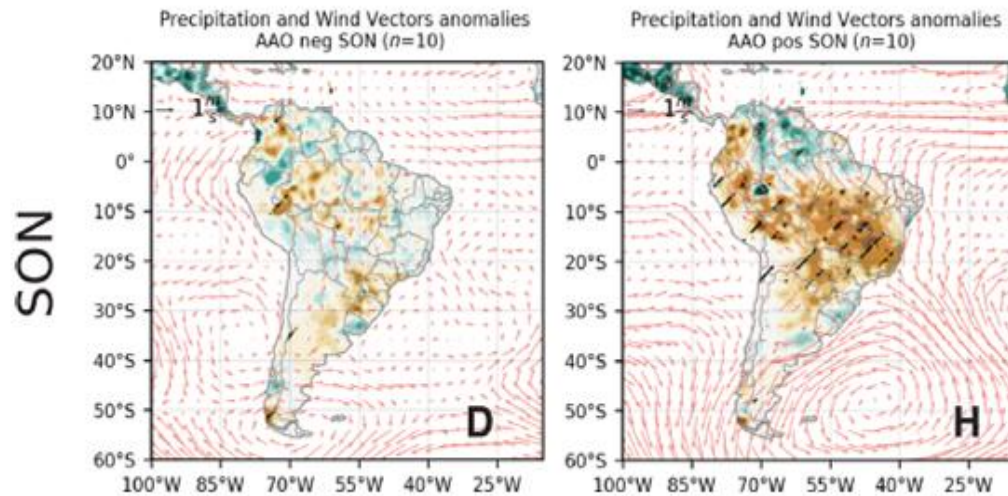 Precipitation and Wind Vectors anomalies
AAO neg SON (n=10)
Precipitation and Wind Vectors anomalies
AAO pos SON (n=10)
SON
20°N
10°N
0°
10°S
20°S
30°S
40°S
50°S
60°S
1 m/s
D
100°W 85°W 70°W 55°W 40°W 25°W
20°N
10°N
0°
10°S
20°S
30°S
40°S
50°S
60°S
1 m/s
H
100°W 85°W 70°W 55°W 40°W 25°W